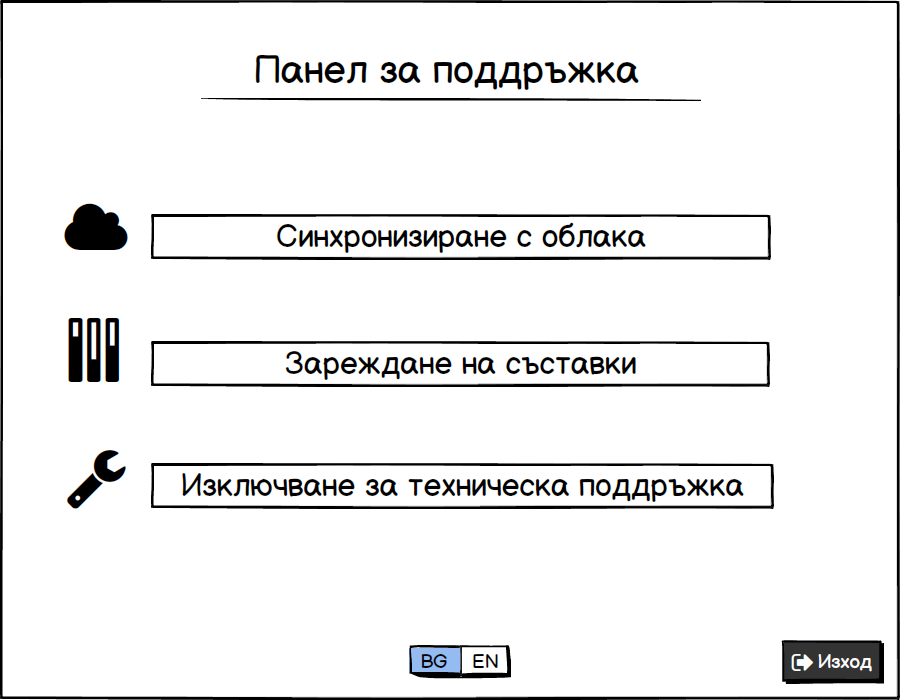 Панел за поддръжка
Синхронизиране с облака
Зареждане на съставки
Изключване за техническа поддръжка
BG EN
Изход